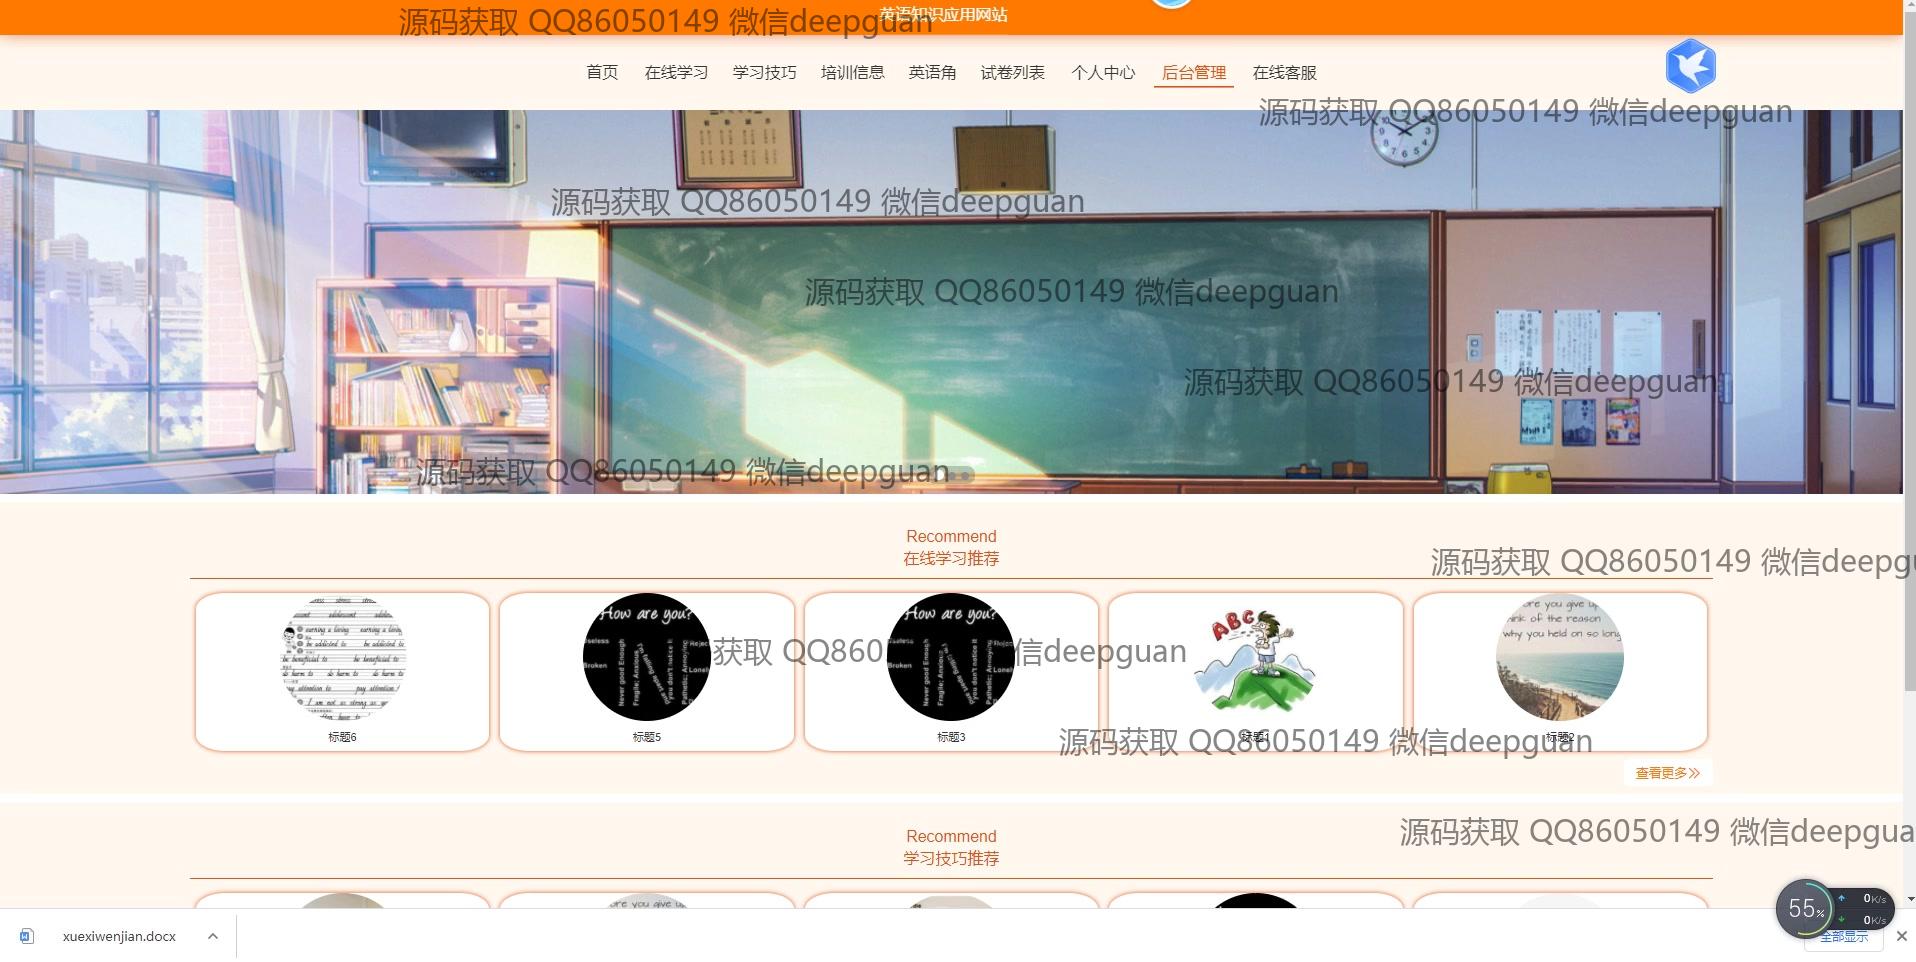 英语知识应用网站
源码获取 QQ86050149 微信deepguan
首页 在线学习 学习技巧 培训信息 英语角 试卷列表 个人中心 后台管理 在线客服
源码获取 QQ86050149 微信deepguan
源码获取 QQ86050149 微信deepguan
源码获取 QQ86050149 微信deepguan
源码获取 QQ86050149 微信deepguan
源码获取 QQ86050149 微信deepguan
Recommend
在线学习推荐
源码获取 QQ86050149 微信deepgu
How are you?
How are you?
ABC
why you held on so long
获取 QQ860
信deepguan
标题6 标题5 标题3 标题1 标题2
源码获取 QQ86050149 微信deepguan
查看更多
Recommend
学习技巧推荐
源码获取 QQ86050149 微信deepgua
55%
0K/s
0K/s
xuexiwenjian.docx
全部显示